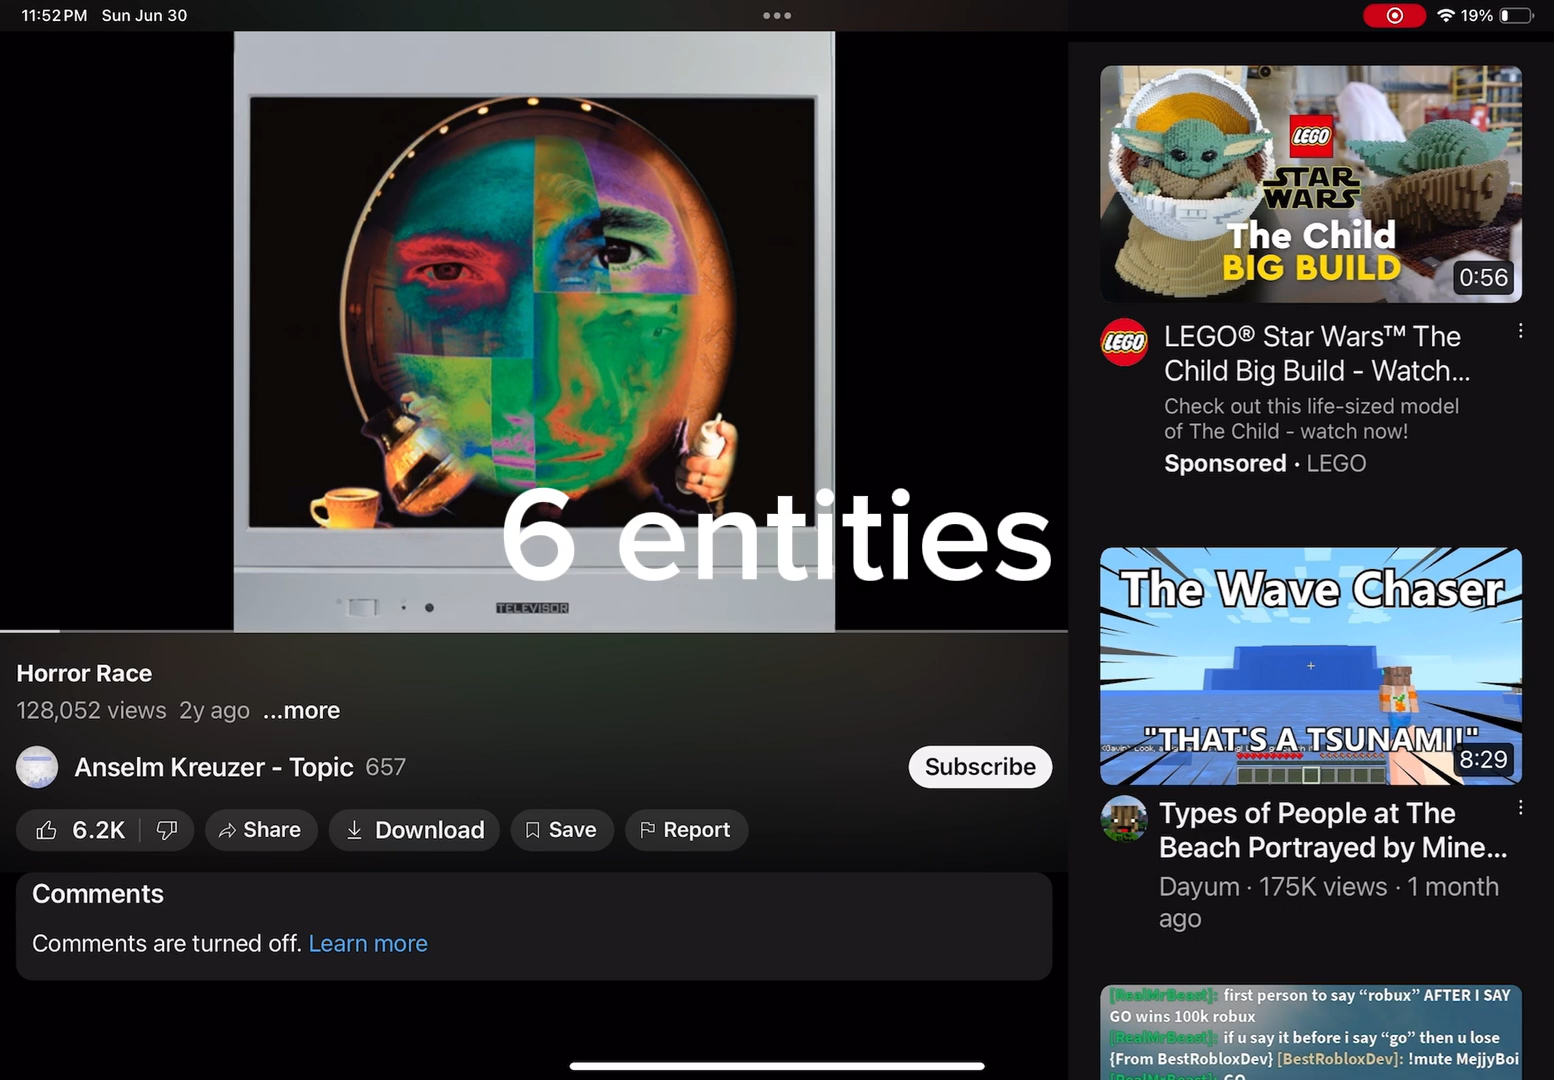 11:52 PM Sun Jun 30
19%
6 entities
TELEVISOR
Horror Race
128,052 views 2y ago ...more
Anselm Kreuzer - Topic 657
Subscribe
6.2K
Share
Download
Save
Report
Comments
Comments are turned off. Learn more
LEGO
STAR
WARS
The Child
BIG BUILD
0:56
LEGO
LEGO® Star Wars™ The
Child Big Build - Watch...
Check out this life-sized model
of The Child - watch now!
Sponsored · LEGO
The Wave Chaser
"THAT'S A TSUNAMI!"
8:29
Types of People at The
Beach Portrayed by Mine...
Dayum · 175K views · 1 month
ago
[RealMrBeast]: first person to say “robux” AFTER I SAY
GO wins 100k robux
[RealMrBeast]: if u say it before i say “go” then u lose
{From BestRobloxDev} [BestRobloxDev]: !mute MejjyBoi
[RealMrBeast]: GO